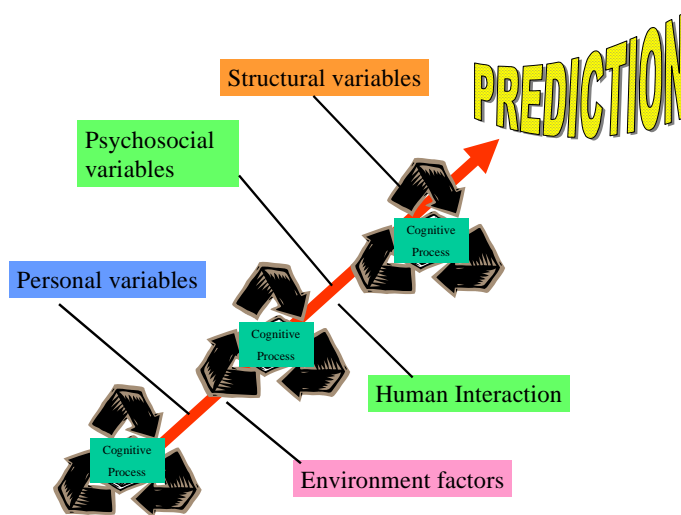 PREDICTION
Structural variables
Psychosocial
variables
Cognitive
Process
Personal variables
Cognitive
Process
Human Interaction
Cognitive
Process
Environment factors